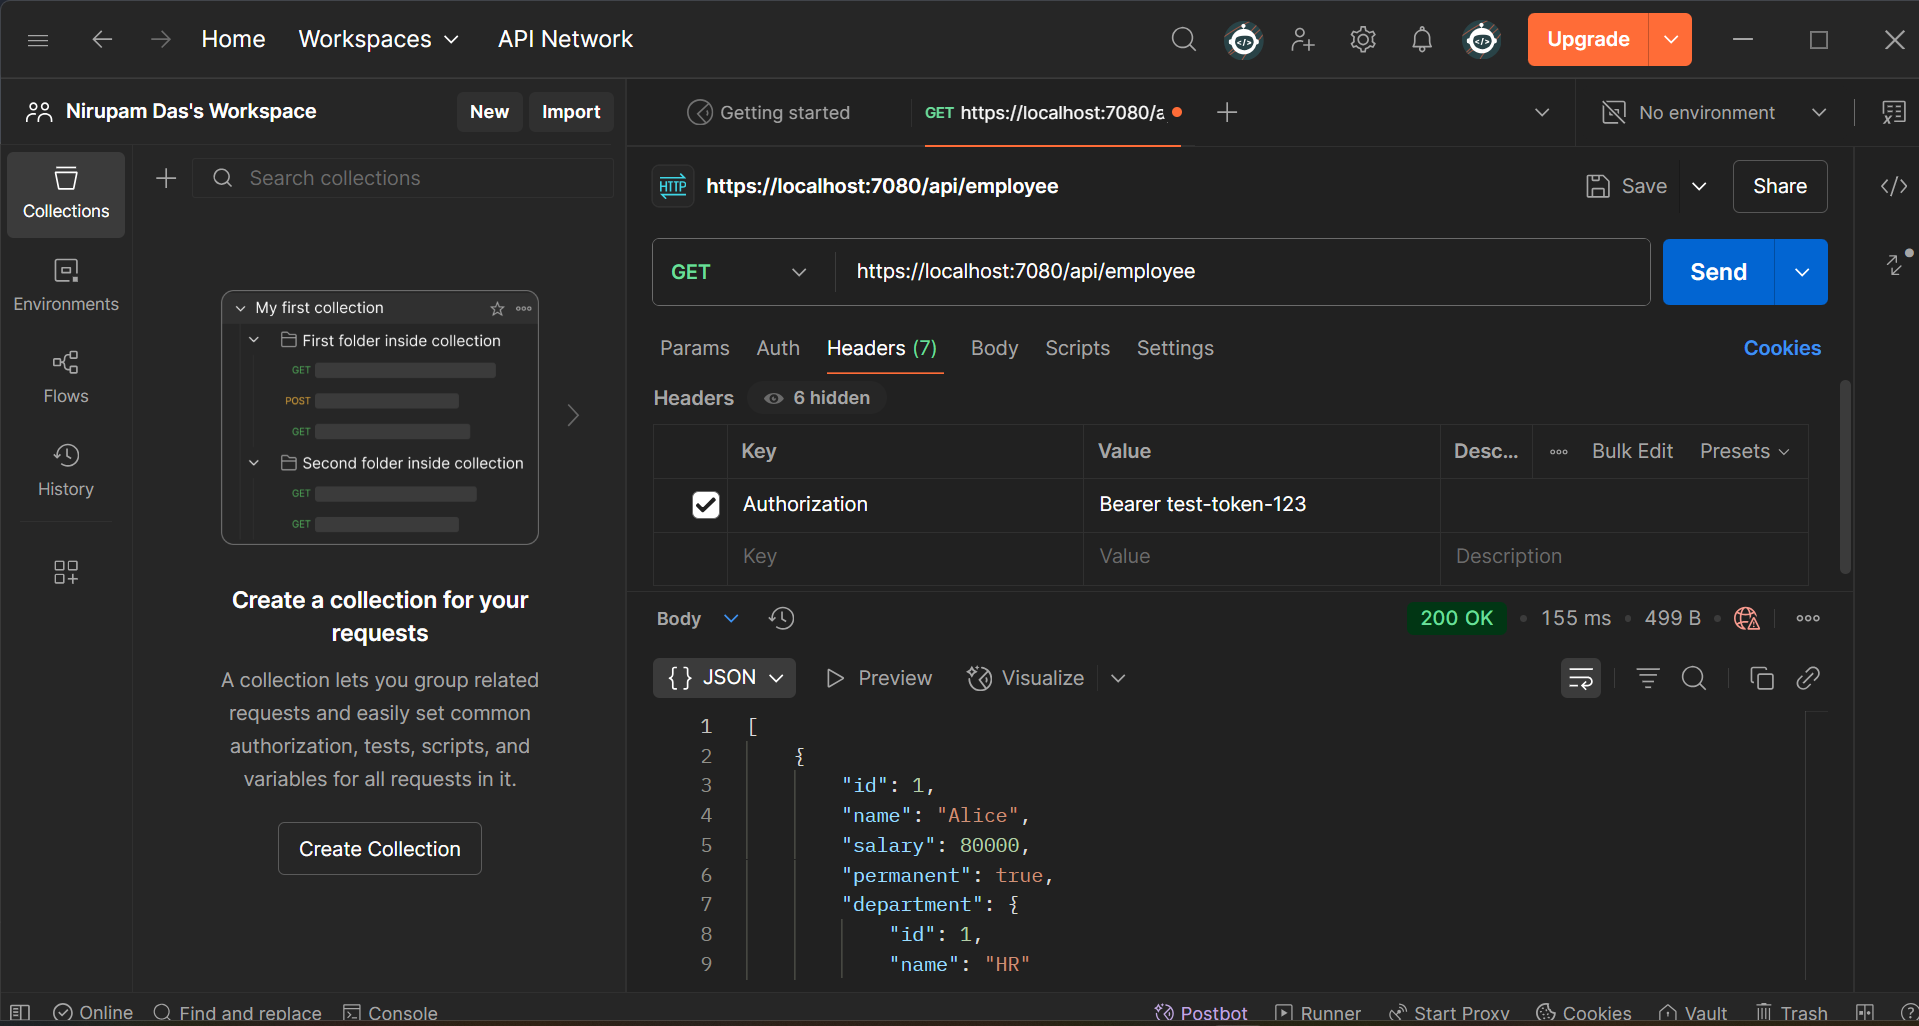 Home Workspaces API Network Upgrade
Nirupam Das's Workspace New Import
Getting started GET https://localhost:7080/a No environment
Collections
Environments
Flows
History
Search collections
My first collection
First folder inside collection
GET
POST
GET
Second folder inside collection
GET
GET
Create a collection for your
requests
A collection lets you group related
requests and easily set common
authorization, tests, scripts, and
variables for all requests in it.
Create Collection
HTTP https://localhost:7080/api/employee Save Share
GET https://localhost:7080/api/employee Send
Params Auth Headers (7) Body Scripts Settings Cookies
Headers 6 hidden
Key Value Desc... Bulk Edit Presets
Authorization Bearer test-token-123
Key Value Description
Body 200 OK 155 ms 499 B
{} JSON Preview Visualize
1 [
2 {
3 "id": 1,
4 "name": "Alice",
5 "salary": 80000,
6 "permanent": true,
7 "department": {
8 "id": 1,
9 "name": "HR"
Online Find and replace Console Postbot Runner Start Proxy Cookies Vault Trash